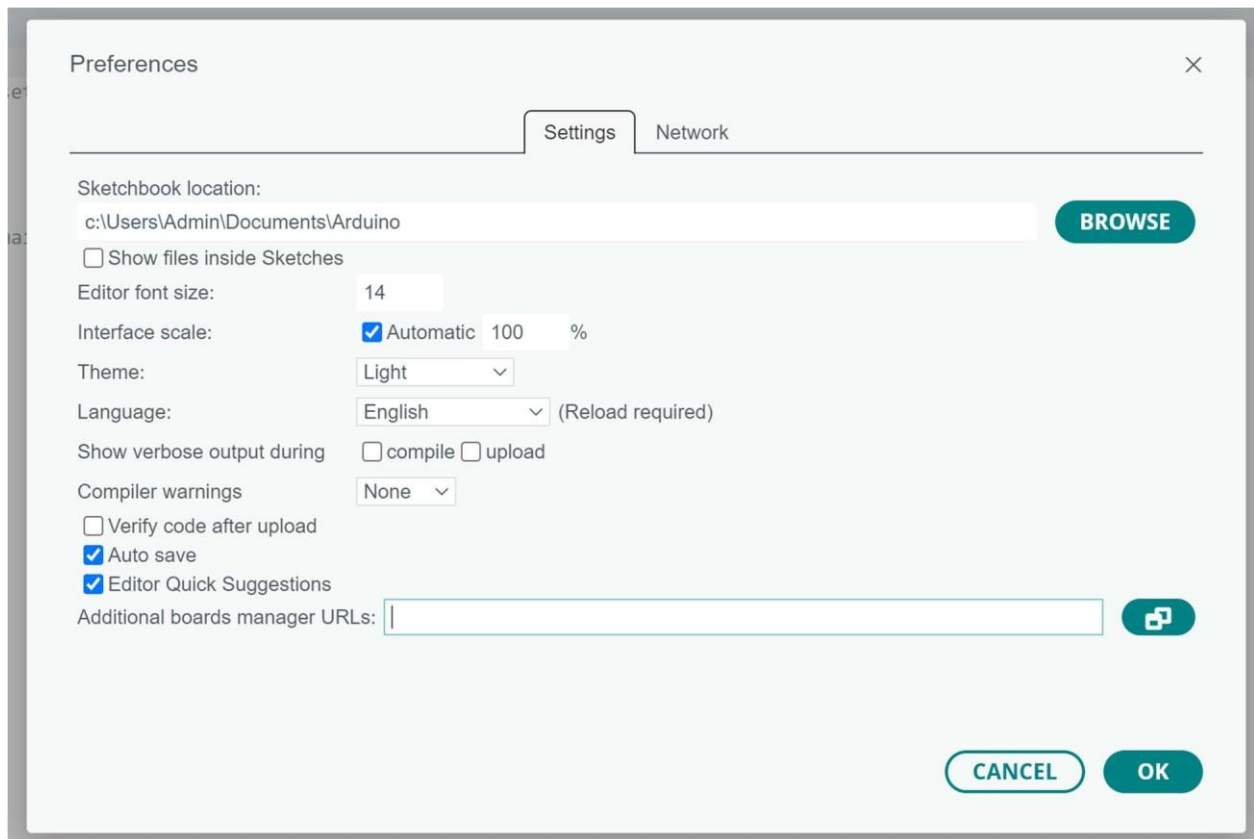 Preferences
Settings Network
Sketchbook location:
c:\Users\Admin\Documents\Arduino BROWSE
Show files inside Sketches
Editor font size: 14
Interface scale: Automatic 100 %
Theme: Light
Language: English (Reload required)
Show verbose output during compile upload
Compiler warnings None
Verify code after upload
Auto save
Editor Quick Suggestions
Additional boards manager URLs:
CANCEL OK